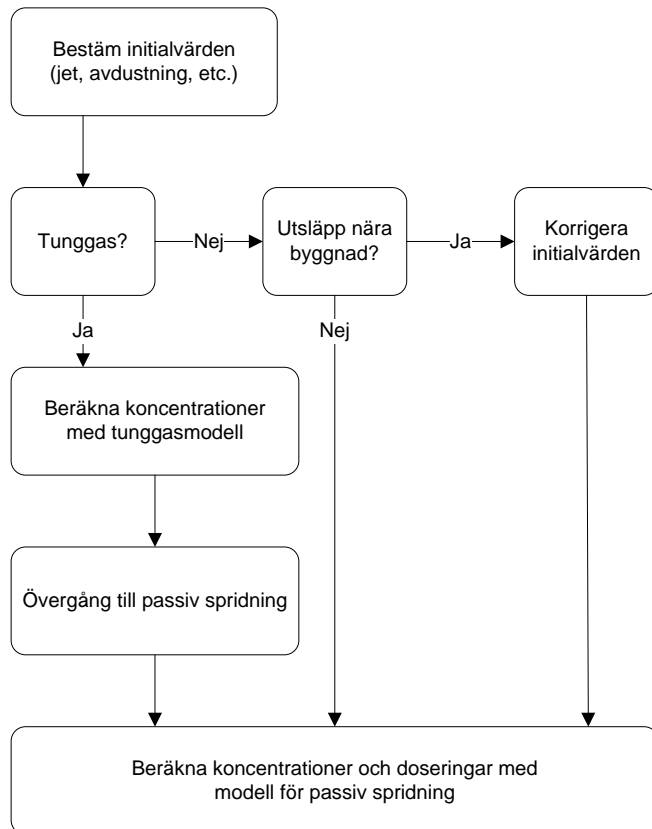 Bestäm initialvärden
(jet, avdustning, etc.)
Tunggas?
Nej
Utsläpp nära
byggnad?
Ja
Korrigera
initialvärden
Ja
Nej
Beräkna koncentrationer
med tunggasmodell
Övergång till passiv spridning
Beräkna koncentrationer och doseringar med
modell för passiv spridning